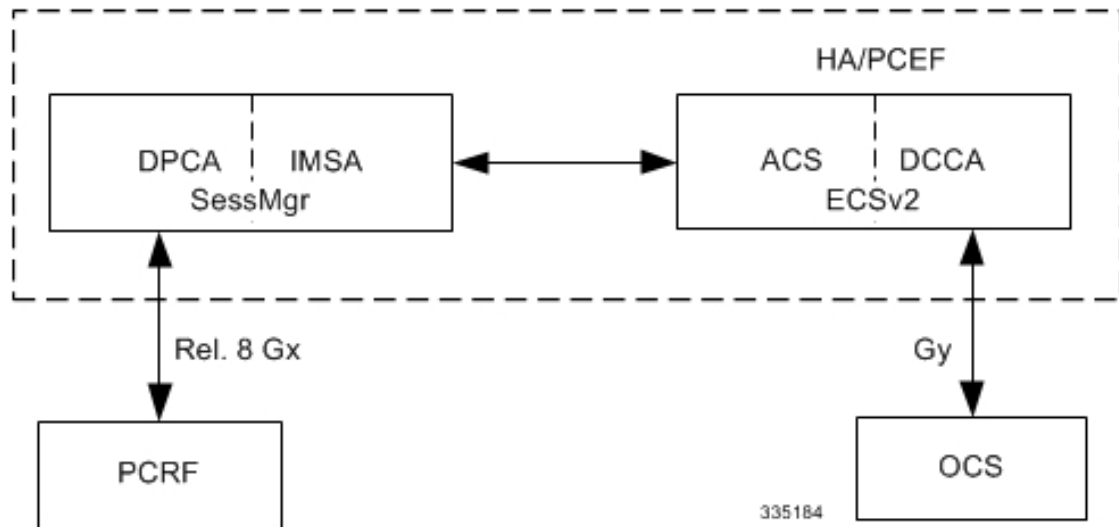 HA/PCEF
DPCA IMSA
SessMgr
ACS DCCA
ECSv2
Rel. 8 Gx
Gy
PCRF
OCS
335184